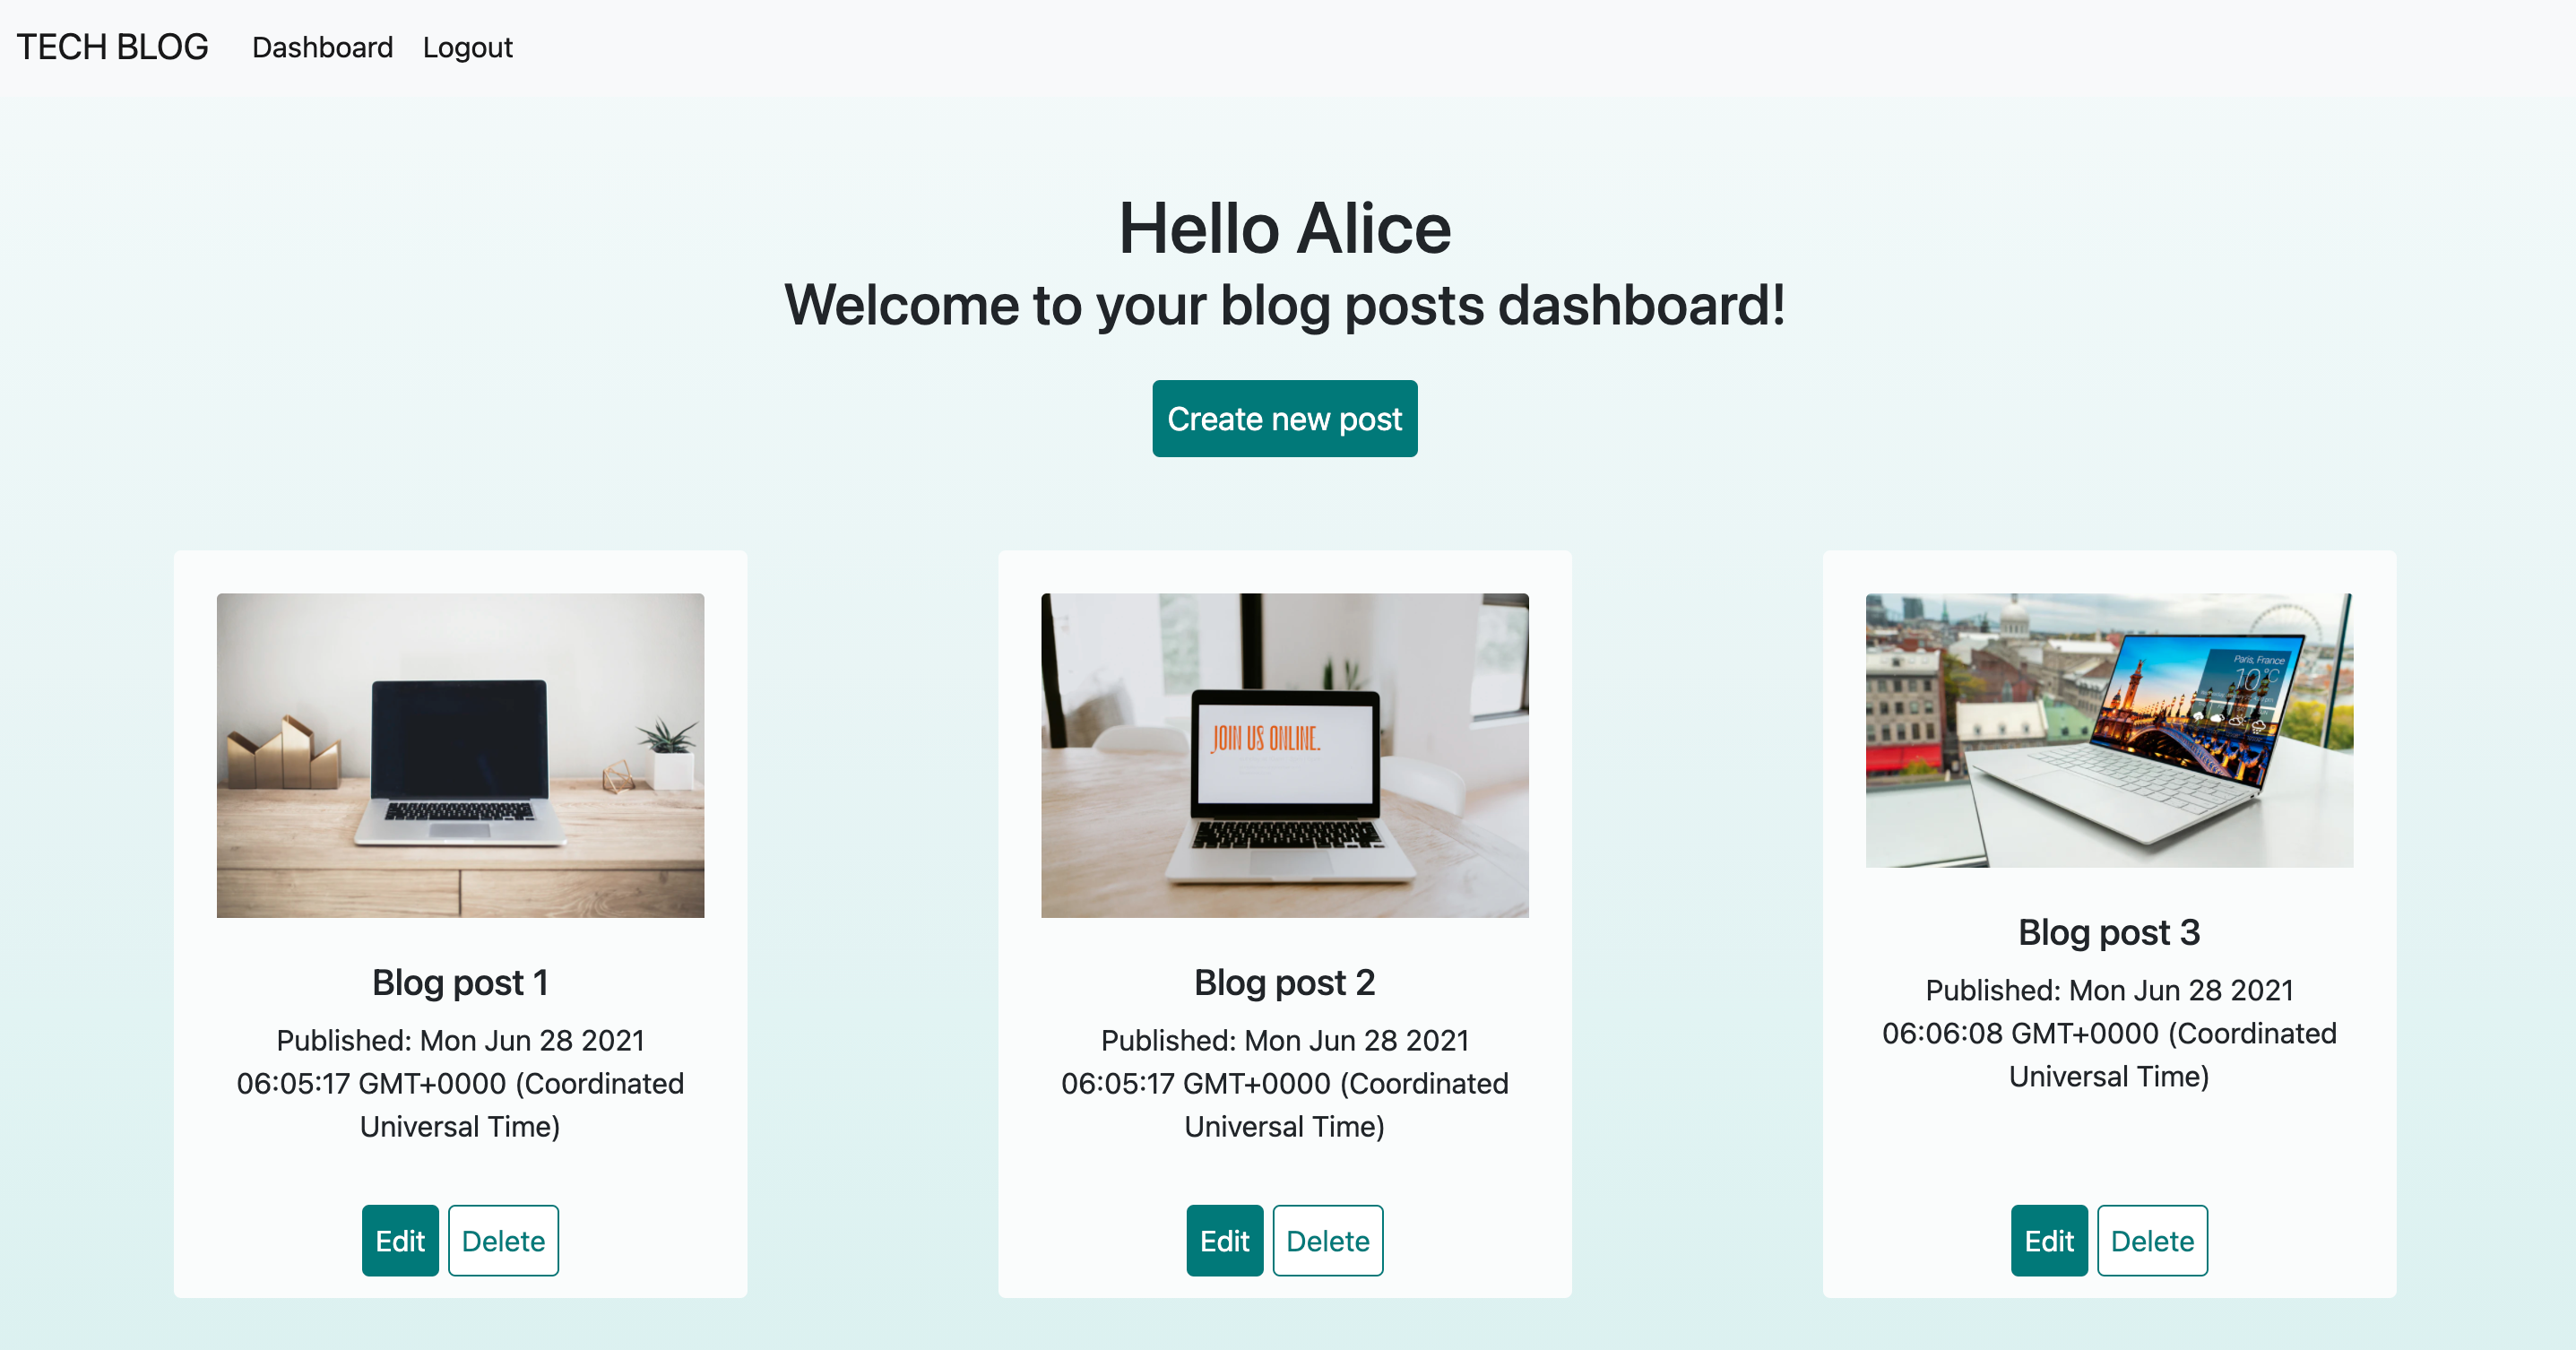 TECH BLOG Dashboard Logout
Hello Alice
Welcome to your blog posts dashboard!
Create new post
JOIN US ONLINE.
Paris, France
10°C
Blog post 1
Published: Mon Jun 28 2021
06:05:17 GMT+0000 (Coordinated
Universal Time)
Edit Delete
Blog post 2
Published: Mon Jun 28 2021
06:05:17 GMT+0000 (Coordinated
Universal Time)
Edit Delete
Blog post 3
Published: Mon Jun 28 2021
06:06:08 GMT+0000 (Coordinated
Universal Time)
Edit Delete